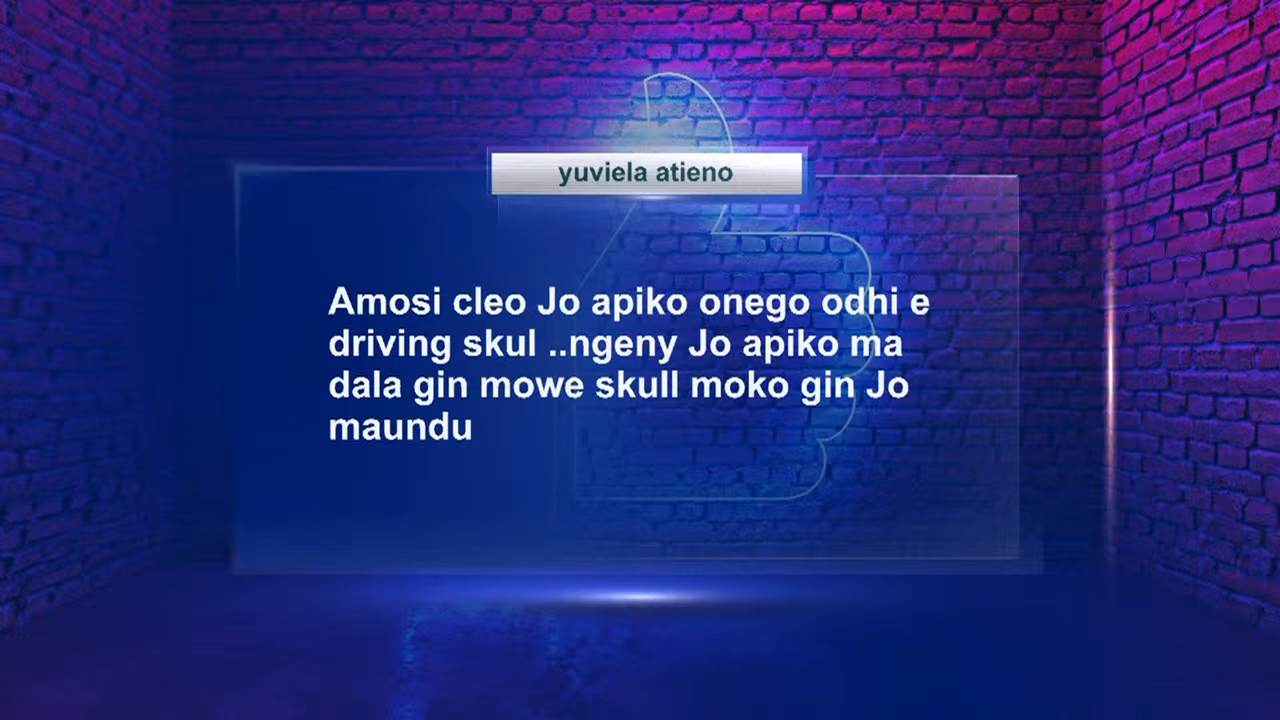 yuviela atieno
Amosi cleo Jo apiko onego odhi e
driving skul ..ngeny Jo apiko ma
dala gin mowe skull moko gin Jo
maundu